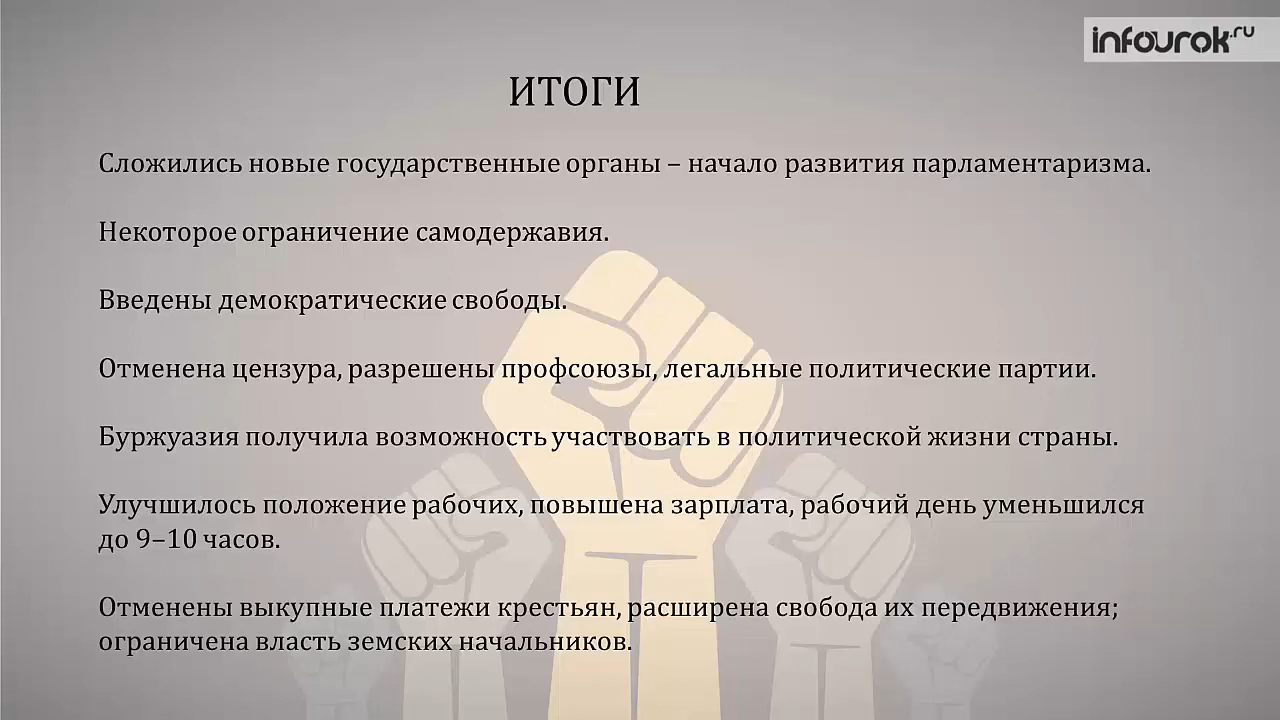 infourok.ru
ИТОГИ
Сложились новые государственные органы – начало развития парламентаризма.
Некоторое ограничение самодержавия.
Введены демократические свободы.
Отменена цензура, разрешены профсоюзы, легальные политические партии.
Буржуазия получила возможность участвовать в политической жизни страны.
Улучшилось положение рабочих, повышена зарплата, рабочий день уменьшился
до 9–10 часов.
Отменены выкупные платежи крестьян, расширена свобода их передвижения;
ограничена власть земских начальников.